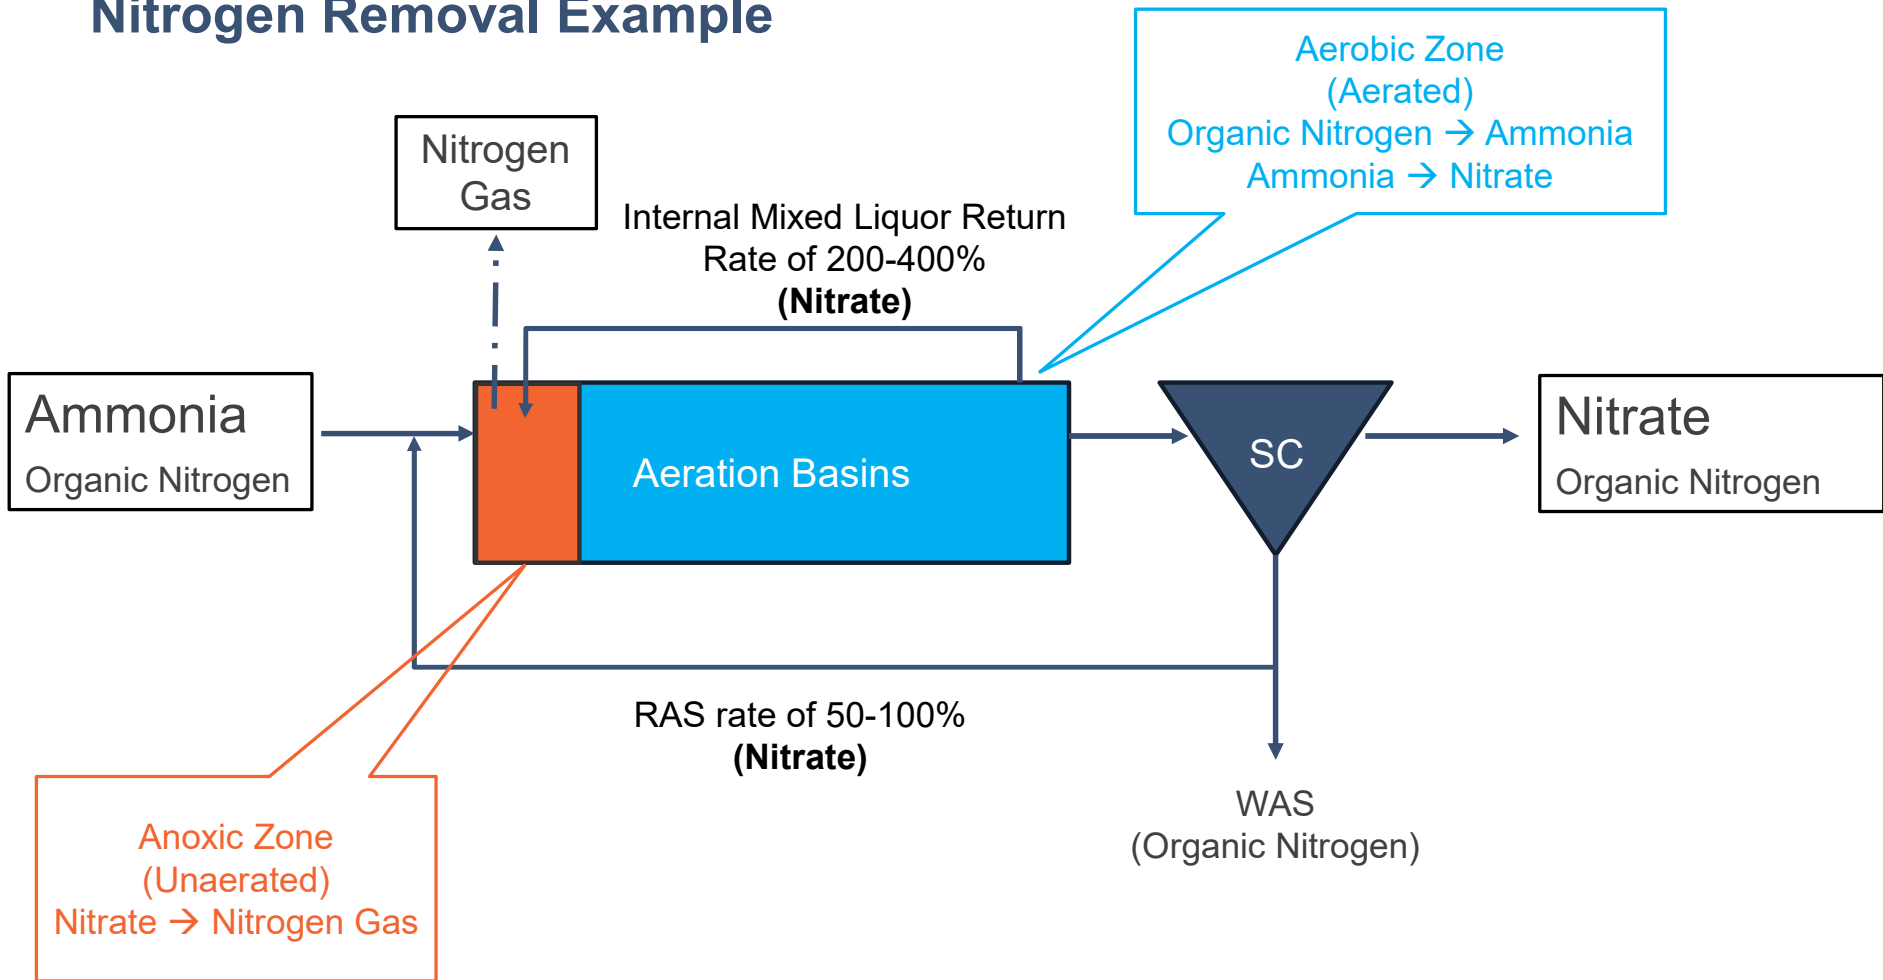 Nitrogen Removal Example
Aerobic Zone
(Aerated)
Organic Nitrogen → Ammonia
Ammonia → Nitrate
Nitrogen
Gas
Internal Mixed Liquor Return
Rate of 200-400%
(Nitrate)
Ammonia
Organic Nitrogen
Aeration Basins
SC
Nitrate
Organic Nitrogen
RAS rate of 50-100%
(Nitrate)
WAS
(Organic Nitrogen)
Anoxic Zone
(Unaerated)
Nitrate → Nitrogen Gas